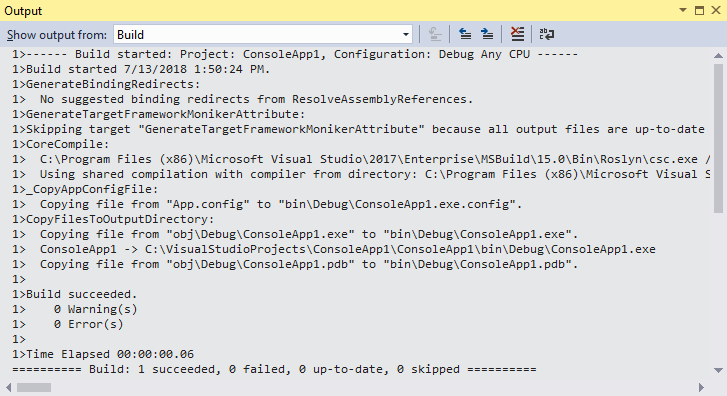 Output
Show output from: Build
1>------ Build started: Project: ConsoleApp1, Configuration: Debug Any CPU ------
1>Build started 7/13/2018 1:50:24 PM.
1>GenerateBindingRedirects:
1>  No suggested binding redirects from ResolveAssemblyReferences.
1>GenerateTargetFrameworkMonikerAttribute:
1>Skipping target "GenerateTargetFrameworkMonikerAttribute" because all output files are up-to-date
1>CoreCompile:
1>  C:\Program Files (x86)\Microsoft Visual Studio\2017\Enterprise\MSBuild\15.0\Bin\Roslyn\csc.exe /
1>  Using shared compilation with compiler from directory: C:\Program Files (x86)\Microsoft Visual S
1>_CopyAppConfigFile:
1>  Copying file from "App.config" to "bin\Debug\ConsoleApp1.exe.config".
1>CopyFilesToOutputDirectory:
1>  Copying file from "obj\Debug\ConsoleApp1.exe" to "bin\Debug\ConsoleApp1.exe".
1>  ConsoleApp1 -> C:\VisualStudioProjects\ConsoleApp1\ConsoleApp1\bin\Debug\ConsoleApp1.exe
1>  Copying file from "obj\Debug\ConsoleApp1.pdb" to "bin\Debug\ConsoleApp1.pdb".
1>
1>Build succeeded.
1>    0 Warning(s)
1>    0 Error(s)
1>
1>Time Elapsed 00:00:00.06
========== Build: 1 succeeded, 0 failed, 0 up-to-date, 0 skipped ==========